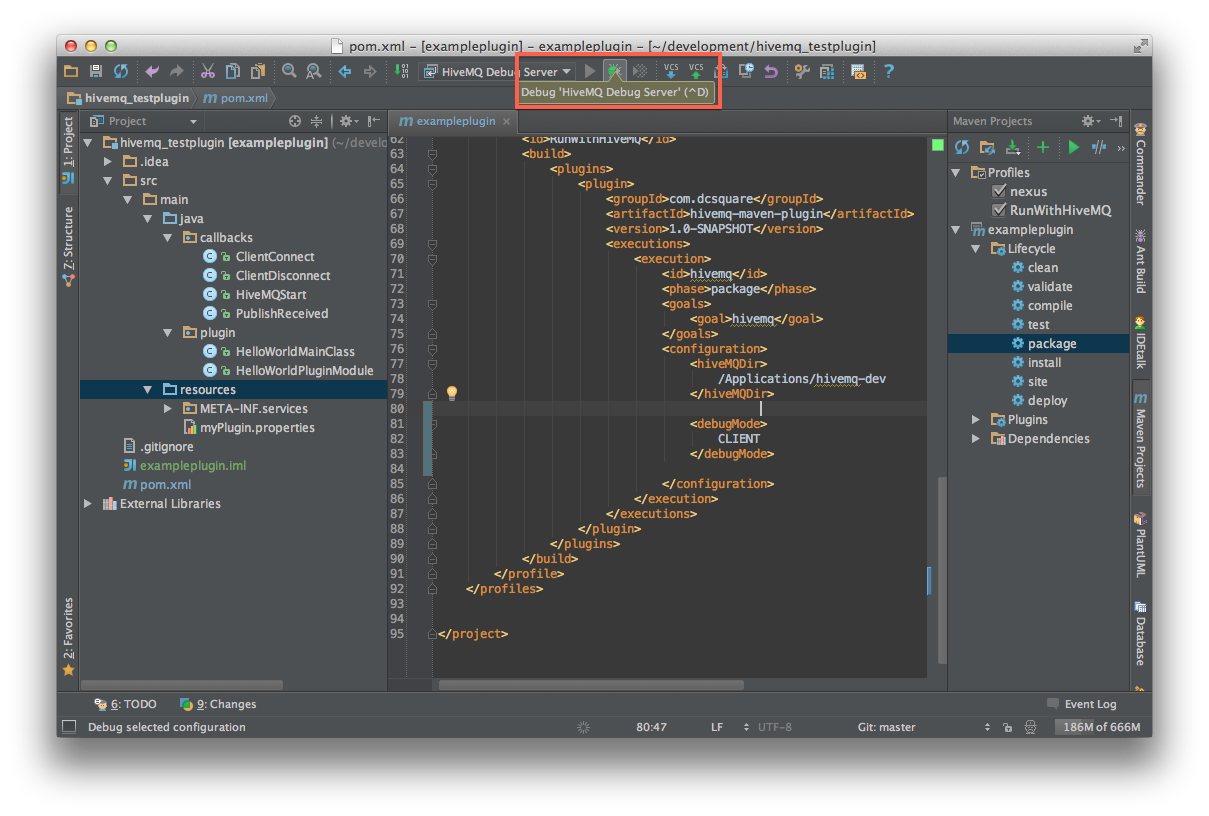 pom.xml – [exampleplugin] – exampleplugin – [~/development/hivemq_testplugin]
HiveMQ Debug Server
VCS VCS
Debug 'HiveMQ Debug Server' (^D)
hivemq_testplugin
pom.xml
1: Project
7: Structure
2: Favorites
Project
hivemq_testplugin [exampleplugin] (~/develo
.idea
src
main
java
callbacks
ClientConnect
ClientDisconnect
HiveMQStart
PublishReceived
plugin
HelloWorldMainClass
HelloWorldPluginModule
resources
META-INF.services
myPlugin.properties
.gitignore
exampleplugin.iml
pom.xml
External Libraries
exampleplugin
62 <id>RunWithHiveMQ</id>
63 <build>
64 <plugins>
65 <plugin>
66 <groupId>com.dcsquare</groupId>
67 <artifactId>hivemq-maven-plugin</artifactId>
68 <version>1.0-SNAPSHOT</version>
69 <executions>
70 <execution>
71 <id>hivemq</id>
72 <phase>package</phase>
73 <goals>
74 <goal>hivemq</goal>
75 </goals>
76 <configuration>
77 <hiveMQDir>
78 /Applications/hivemq-dev
79 </hiveMQDir>
80
81 <debugMode>
82 CLIENT
83 </debugMode>
84
85 </configuration>
86 </execution>
87 </executions>
88 </plugin>
89 </plugins>
90 </build>
91 </profile>
92 </profiles>
93
94
95 </project>
Maven Projects
Profiles
nexus
RunWithHiveMQ
exampleplugin
Lifecycle
clean
validate
compile
test
package
install
site
deploy
Plugins
Dependencies
Commander
Ant Build
IDEtalk
Maven Projects
PlantUML
Database
6: TODO
9: Changes
Event Log
Debug selected configuration
80:47
LF
UTF-8
Git: master
186M of 666M